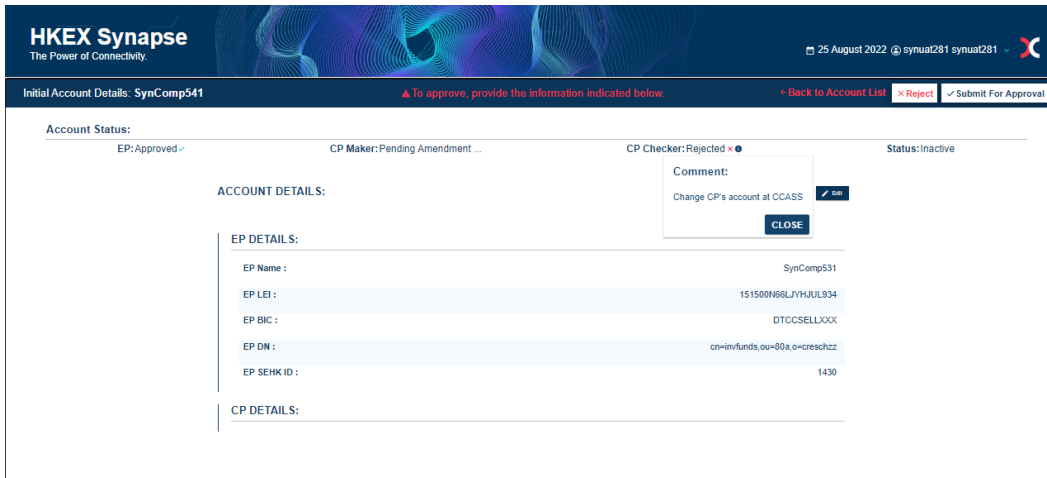 HKEX Synapse
The Power of Connectivity.
25 August 2022 synuat281 synuat281
Initial Account Details: SynComp541
To approve, provide the information indicated below.
Back to Account List
Reject
Submit For Approval
Account Status:
EP: Approved
CP Maker: Pending Amendment ...
CP Checker: Rejected
Status: Inactive
Comment:
Change CP's account at CCASS
CLOSE
ACCOUNT DETAILS:
Edit
EP DETAILS:
EP Name : SynComp531
EP LEI : 151500N66LJYHJUL934
EP BIC : DTCCSELLXXX
EP DN : cn=invfunds,ou=80a,o=creschzz
EP SEHK ID : 1430
CP DETAILS: